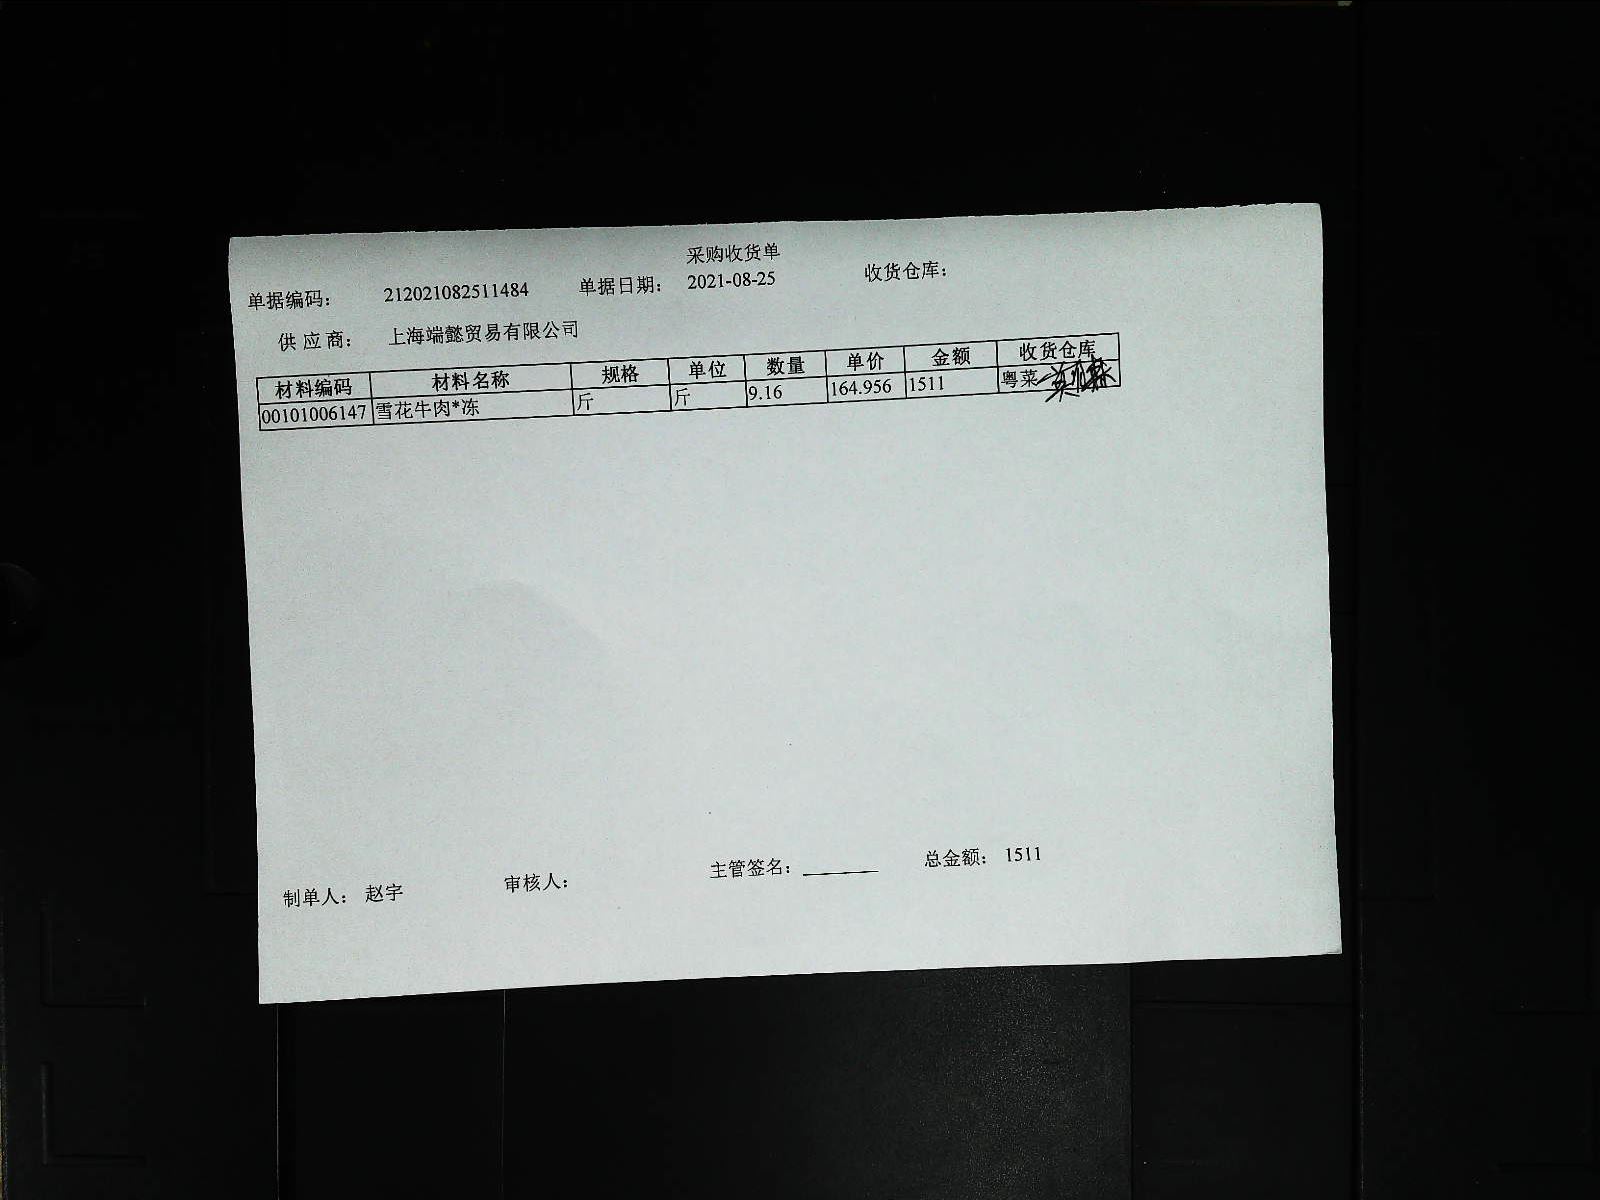 采购收货单
单据编码： 212021082511484 单据日期： 2021-08-25 收货仓库：
供 应 商： 上海端懿贸易有限公司
材料编码 材料名称 规格 单位 数量 单价 金额 收货仓库
00101006147 雪花牛肉*冻 斤 斤 9.16 164.956 1511 粤菜
制单人： 赵宇 审核人： 主管签名： 总金额： 1511